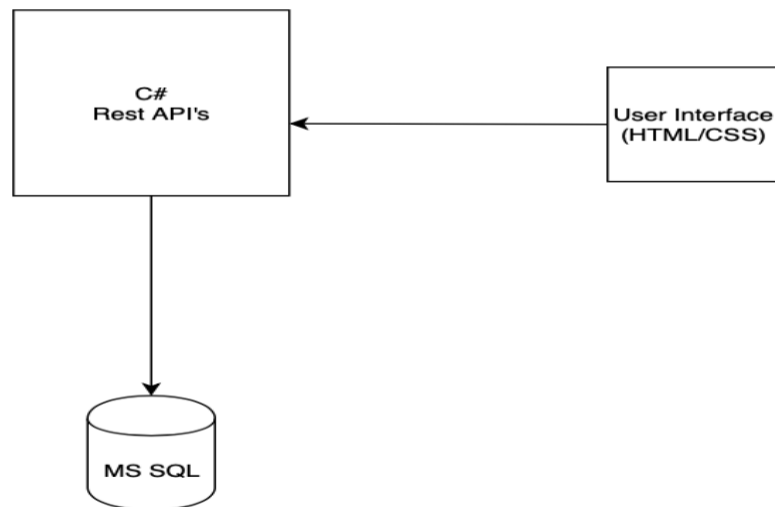 C#
Rest API's
User Interface
(HTML/CSS)
MS SQL